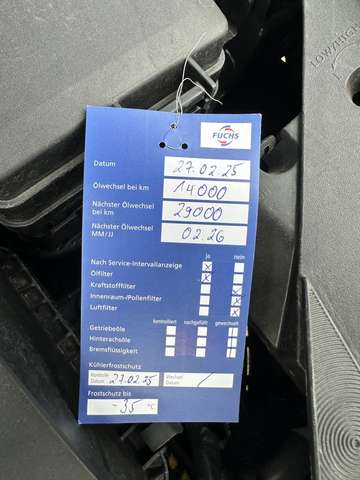 LOW/HIGH
FUCHS
Datum 27.02.25
Ölwechsel bei km 14000
Nächster Ölwechsel
bei km 29000
Nächster Ölwechsel
MM/JJ 02.26
ja nein
Nach Service-Intervallanzeige x
Ölfilter x
Kraftstofffilter
Innenraum-/Pollenfilter x
Luftfilter x
kontrolliert nachgefüllt gewechselt
Getriebeöle
Hinterachsöle
Bremsflüssigkeit
Kühlerfrostschutz
Kontrolle
Datum 27.02.25
Wechsel
Datum /
Frostschutz bis
-35 °C